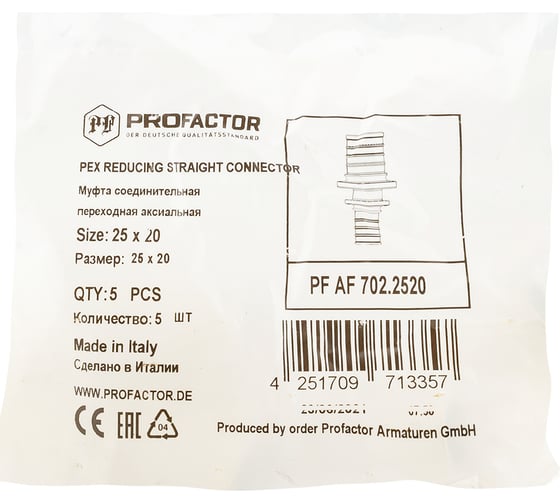 PF PROFACTOR
DER DEUTSCHE QUALITÄTSSTANDARD
PEX REDUCING STRAIGHT CONNECTOR
Муфта соединительная
переходная аксиальная
Size: 25 x 20
Размер: 25 x 20
QTY: 5 PCS
Количество: 5 шт
Made in Italy
Сделано в Италии
WWW.PROFACTOR.DE
CE EAC 04
PF AF 702.2520
4 251709 713357
Produced by order Profactor Armaturen GmbH